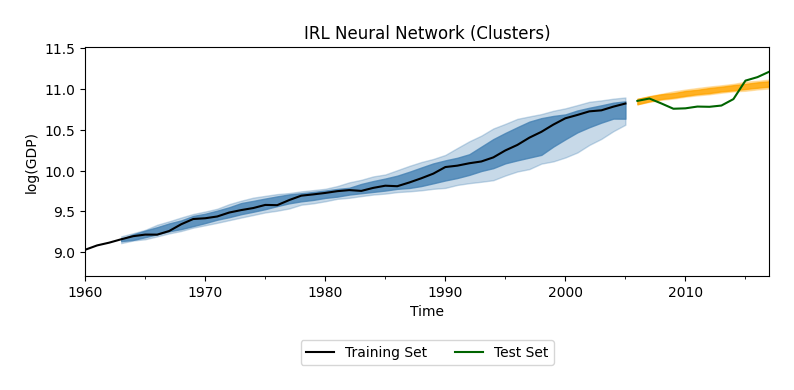 IRL Neural Network (Clusters)
11.5
11.0
10.5
10.0
9.5
9.0
log(GDP)
1960 1970 1980 1990 2000 2010
Time
Training Set Test Set